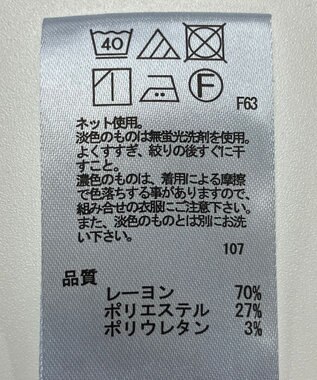 40
F
F63
ネット使用。
淡色のものは無蛍光洗剤を使用。
よくすすぎ、絞りの後すぐに干
すこと。
濃色のものは、着用による摩擦
で色落ちする事がありますので、
組み合せの衣服にご注意下さい。
また、淡色のものとは別にお洗
い下さい。
107
品質
レーヨン 70%
ポリエステル 27%
ポリウレタン 3%